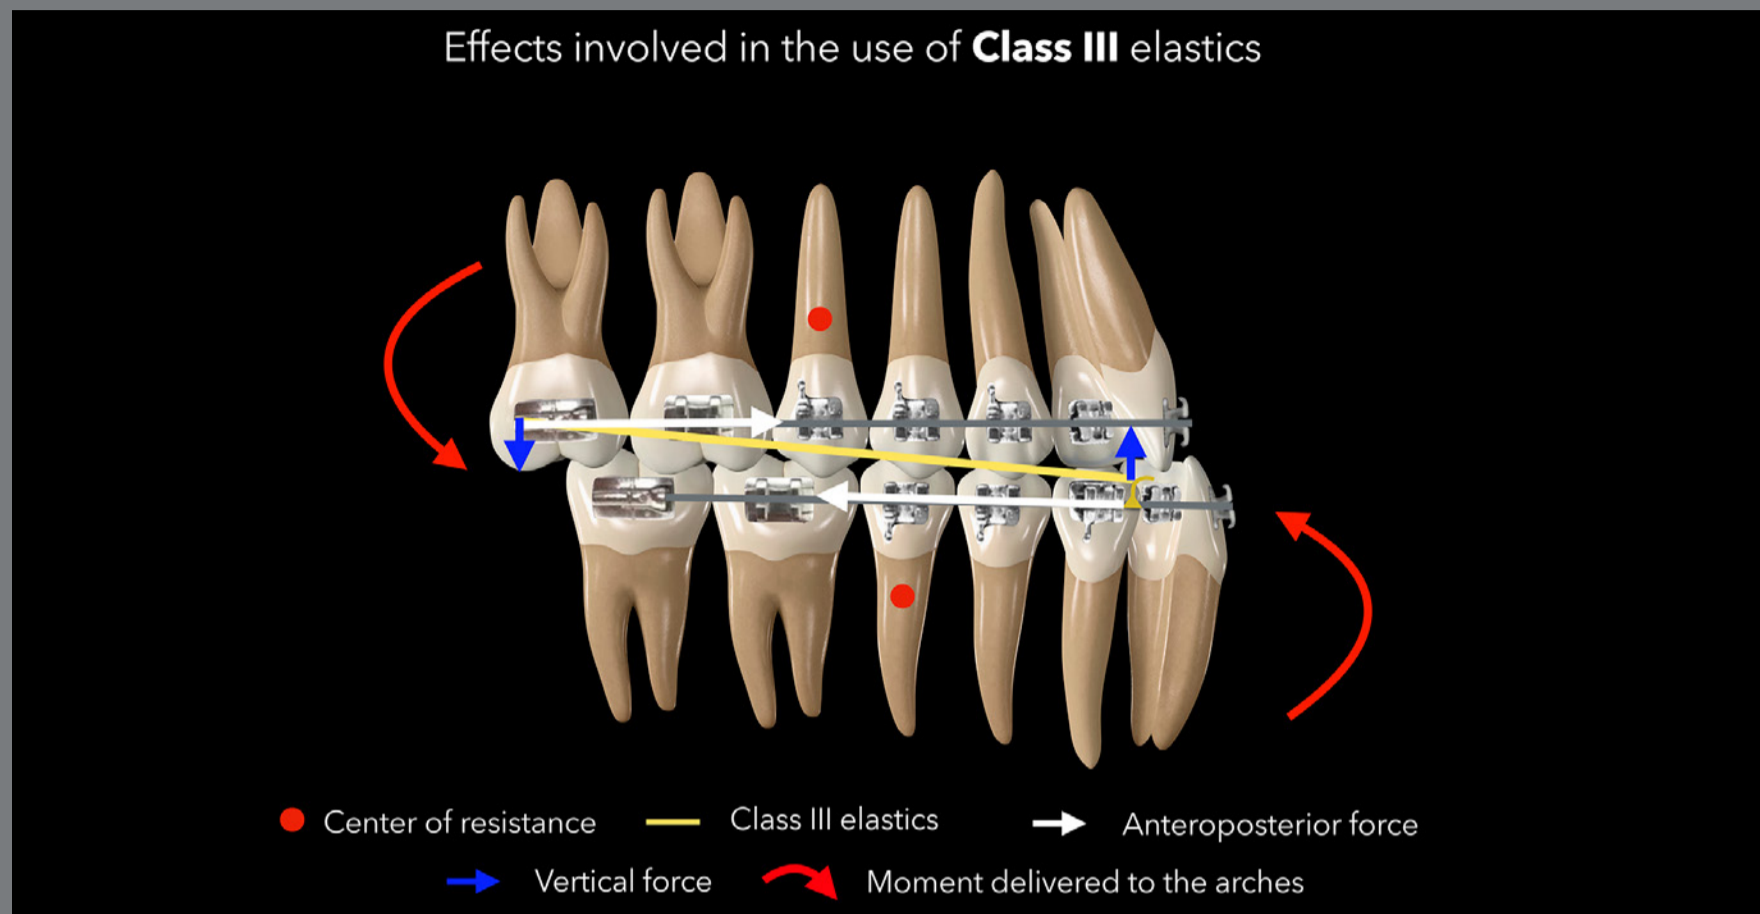 Effects involved in the use of Class III elastics
Center of resistance
Class III elastics
Anteroposterior force
Vertical force
Moment delivered to the arches